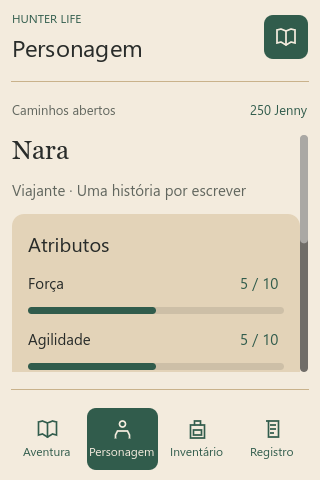 HUNTER LIFE
Personagem
Caminhos abertos
250 Jenny
Nara
Viajante · Uma história por escrever
Atributos
Força
5 / 10
Agilidade
5 / 10
Aventura
Personagem
Inventário
Registro